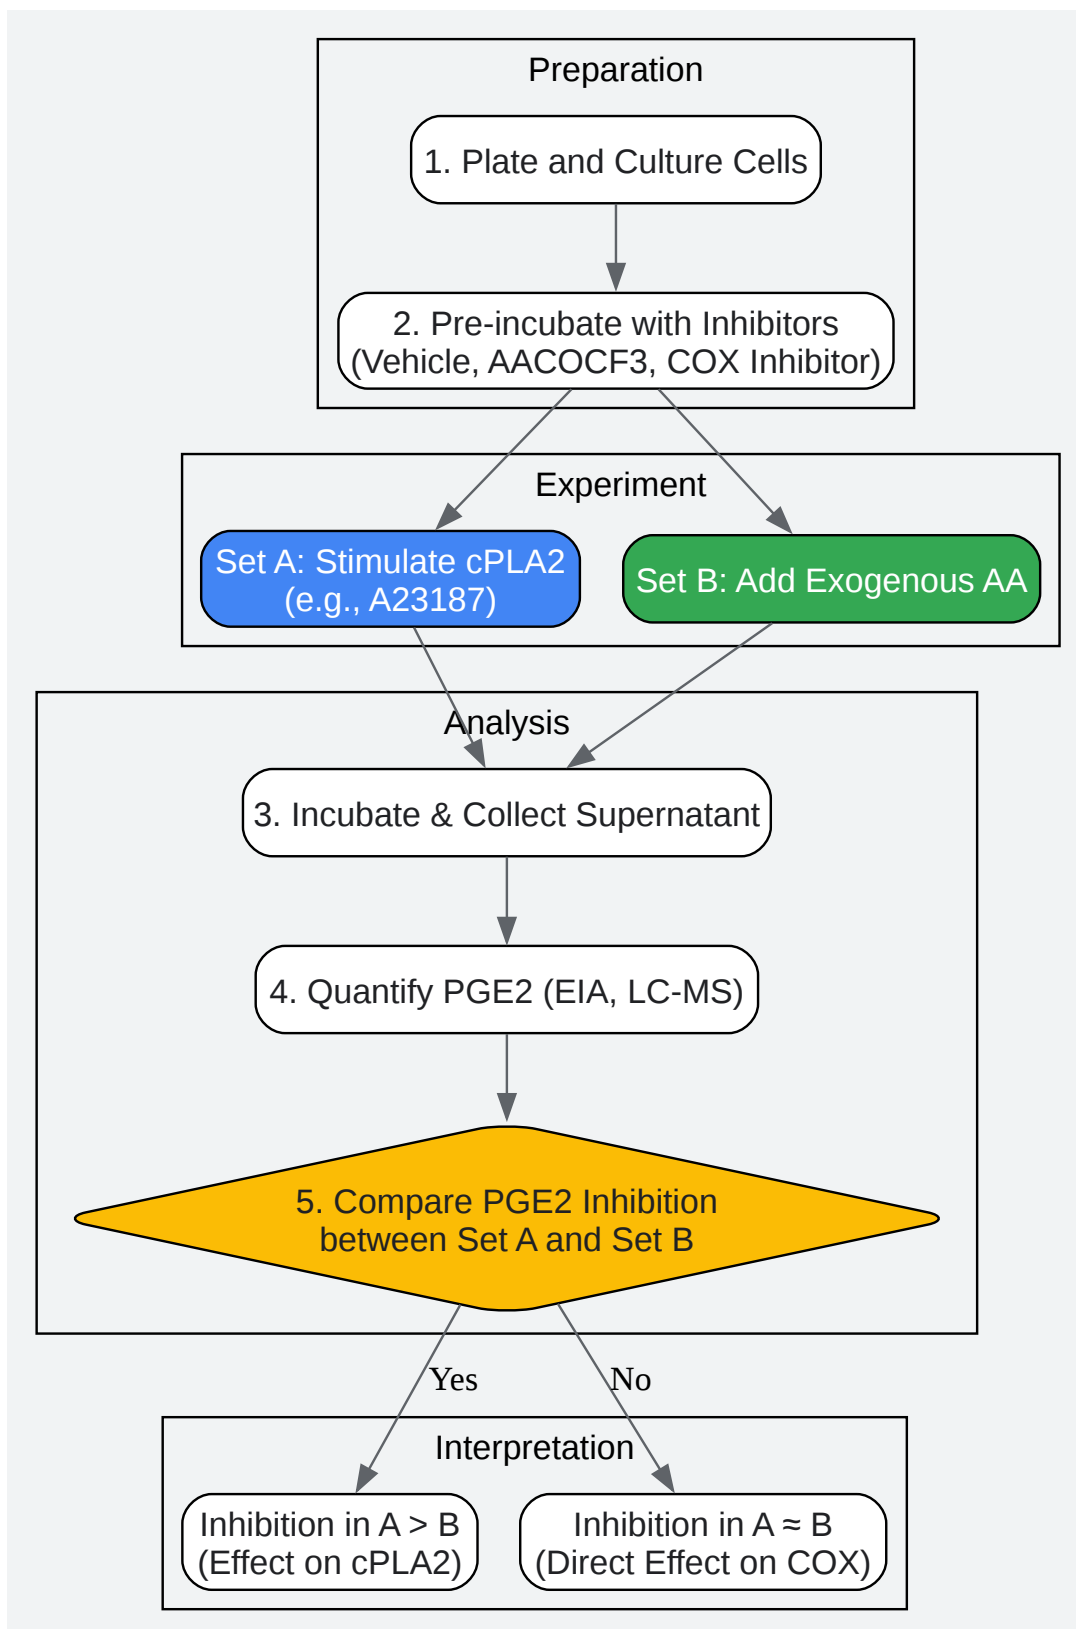 Preparation
1. Plate and Culture Cells
2. Pre-incubate with Inhibitors
(Vehicle, AACOCF3, COX Inhibitor)
Experiment
Set A: Stimulate cPLA2
(e.g., A23187)
Set B: Add Exogenous AA
Analysis
3. Incubate & Collect Supernatant
4. Quantify PGE2 (EIA, LC-MS)
5. Compare PGE2 Inhibition
between Set A and Set B
Yes
No
Interpretation
Inhibition in A > B
(Effect on cPLA2)
Inhibition in A ≈ B
(Direct Effect on COX)